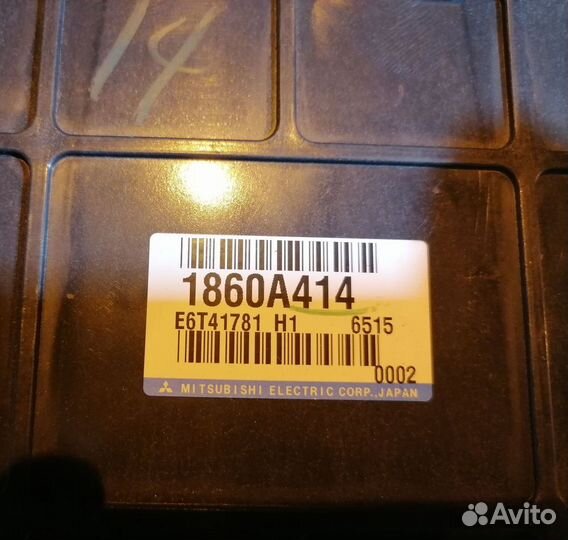 14
1860A414
E6T41781 H1 6515
0002
MITSUBISHI ELECTRIC CORP.,JAPAN
Avito